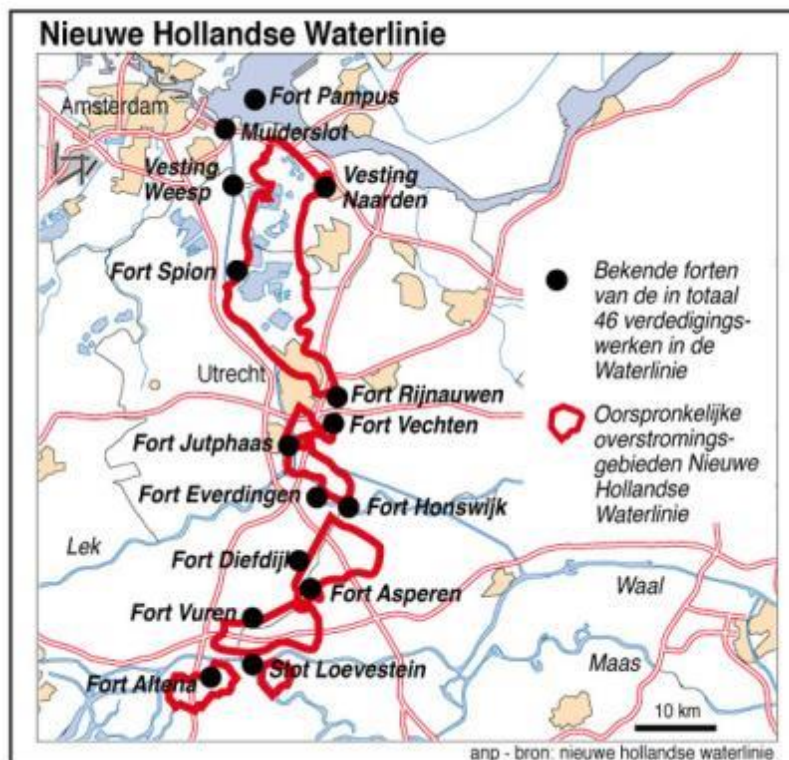 Nieuwe Hollandse Waterlinie
Amsterdam
Fort Pampus
Muiderslot
Vesting
Weesp
Vesting
Naarden
Fort Spion
Bekende forten
van de in totaal
46 verdedigings-
werken in de
Waterlinie
Utrecht
Fort Rijnauwen
Fort Vechten
Fort Jutphaas
Oorspronkelijke
overstromings-
gebieden Nieuwe
Hollandse
Waterlinie
Fort Everdingen
Fort Honswijk
Lek
Fort Diefdijk
Fort Asperen
Waal
Fort Vuren
Maas
Slot Loevestein
Fort Altena
10 km
anp - bron: nieuwe hollandse waterlinie